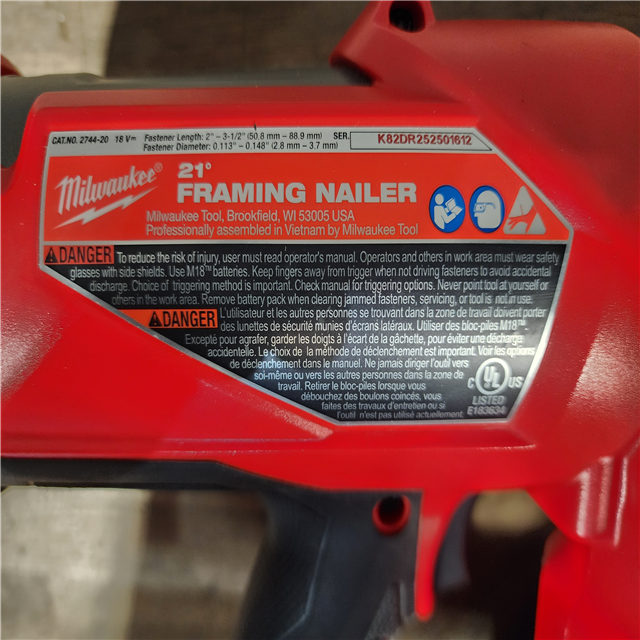 CAT.NO. 2744-20 18 V⎓ Fastener Length: 2" - 3-1/2" (50.8 mm - 88.9 mm) SER. K82DR252501612
Fastener Diameter: 0.113" - 0.148" (2.8 mm - 3.7 mm)
Milwaukee®
21°
FRAMING NAILER
Milwaukee Tool, Brookfield, WI 53005 USA
Professionally assembled in Vietnam by Milwaukee Tool
DANGER To reduce the risk of injury, user must read operator's manual. Operators and others in work area must wear safety
glasses with side shields. Use M18™ batteries. Keep fingers away from trigger when not driving fasteners to avoid accidental
discharge. Choice of triggering method is important. Check manual for triggering options. Never point tool at yourself or
others in the work area. Remove battery pack when clearing jammed fasteners, servicing, or tool is not in use.
DANGER L'utilisateur et les autres personnes se trouvant dans la zone de travail doivent porter
des lunettes de sécurité munies d'écrans latéraux. Utiliser des bloc-piles M18™.
Excepté pour agrafer, garder les doigts à l'écart de la gâchette, pour éviter une décharge
accidentelle. Le choix de la méthode de déclenchement est important. Voir les options
de déclenchement dans le manuel. Ne jamais diriger l'outil vers
soi-même ou vers les autres personnes dans la zone de
travail. Retirer le bloc-piles lorsque vous
débouchez des boulons coincés, vous
faites des travaux d'entretien ou si
l'outil n'est pas utilisé actuellement.
C UL US
LISTED
E183634